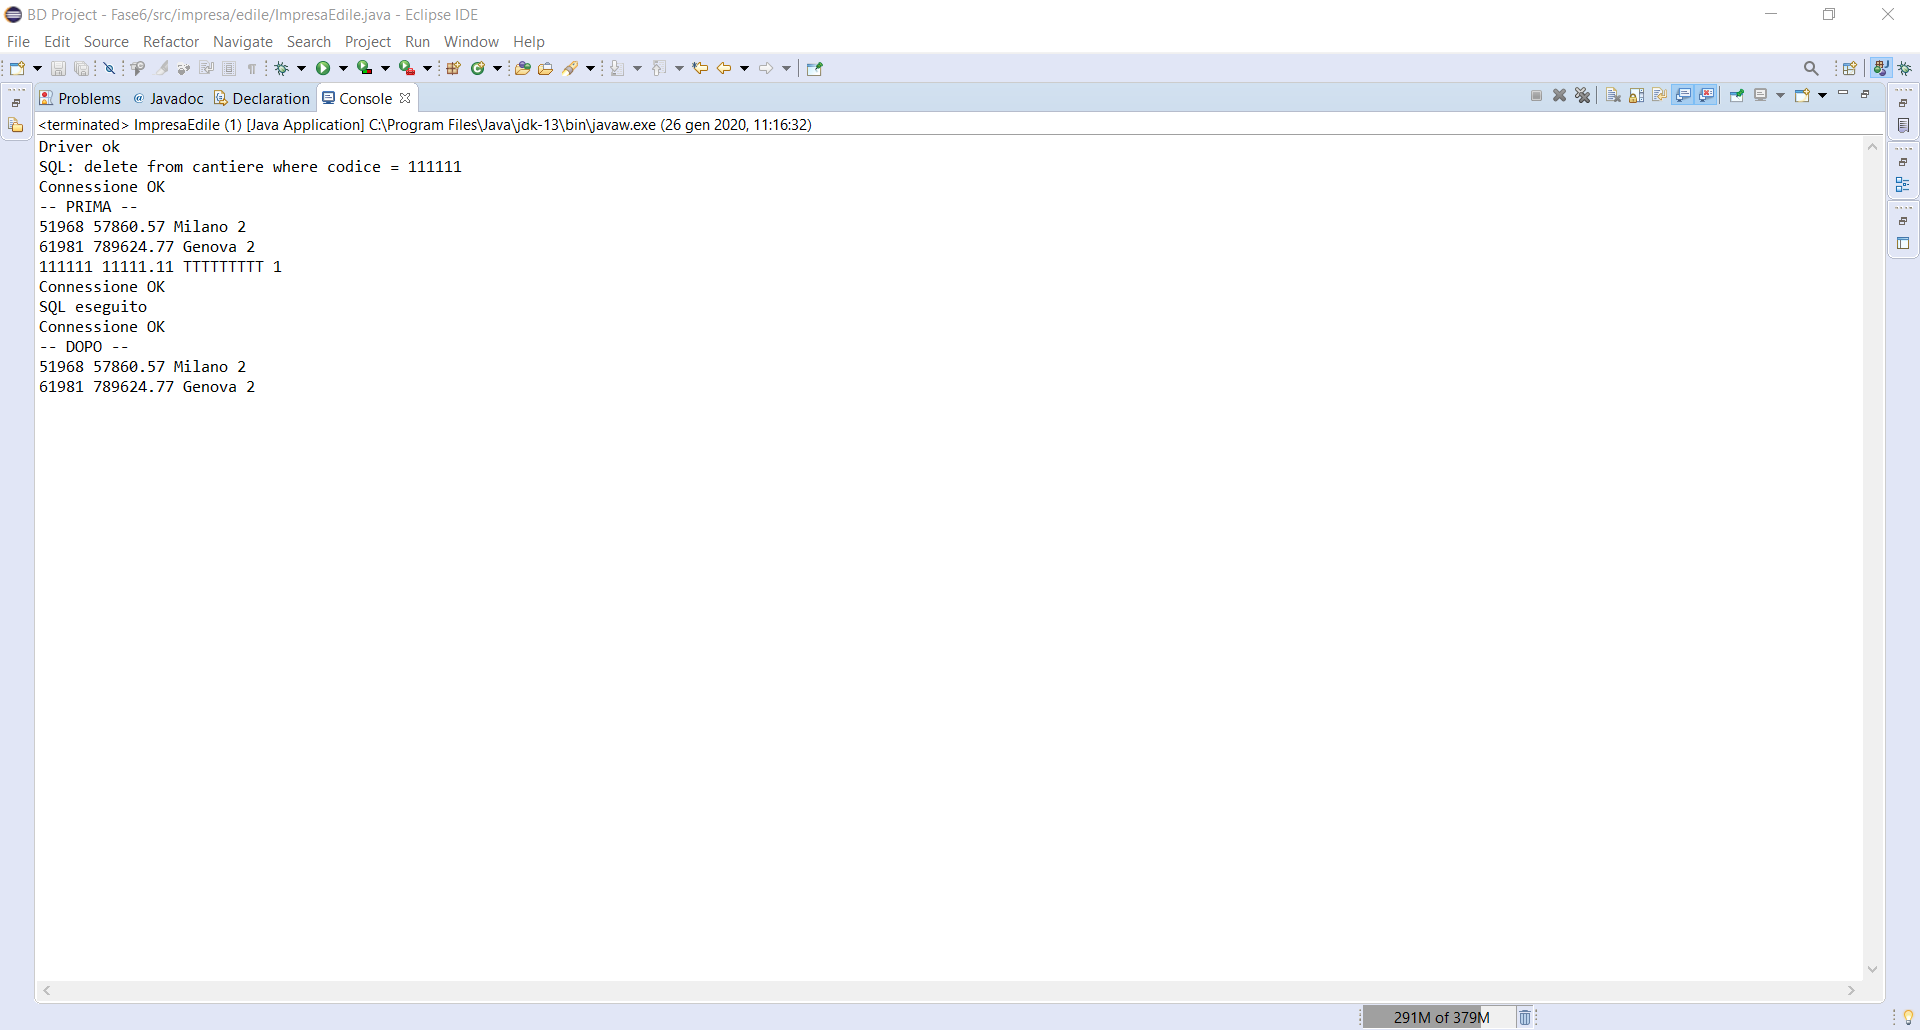 BD Project - Fase6/src/impresa/edile/ImpresaEdile.java - Eclipse IDE
File Edit Source Refactor Navigate Search Project Run Window Help
Problems @ Javadoc Declaration Console
<terminated> ImpresaEdile (1) [Java Application] C:\Program Files\Java\jdk-13\bin\javaw.exe (26 gen 2020, 11:16:32)
Driver ok
SQL: delete from cantiere where codice = 111111
Connessione OK
-- PRIMA --
51968 57860.57 Milano 2
61981 789624.77 Genova 2
111111 11111.11 TTTTTTTTT 1
Connessione OK
SQL eseguito
Connessione OK
-- DOPO --
51968 57860.57 Milano 2
61981 789624.77 Genova 2
291M of 379M